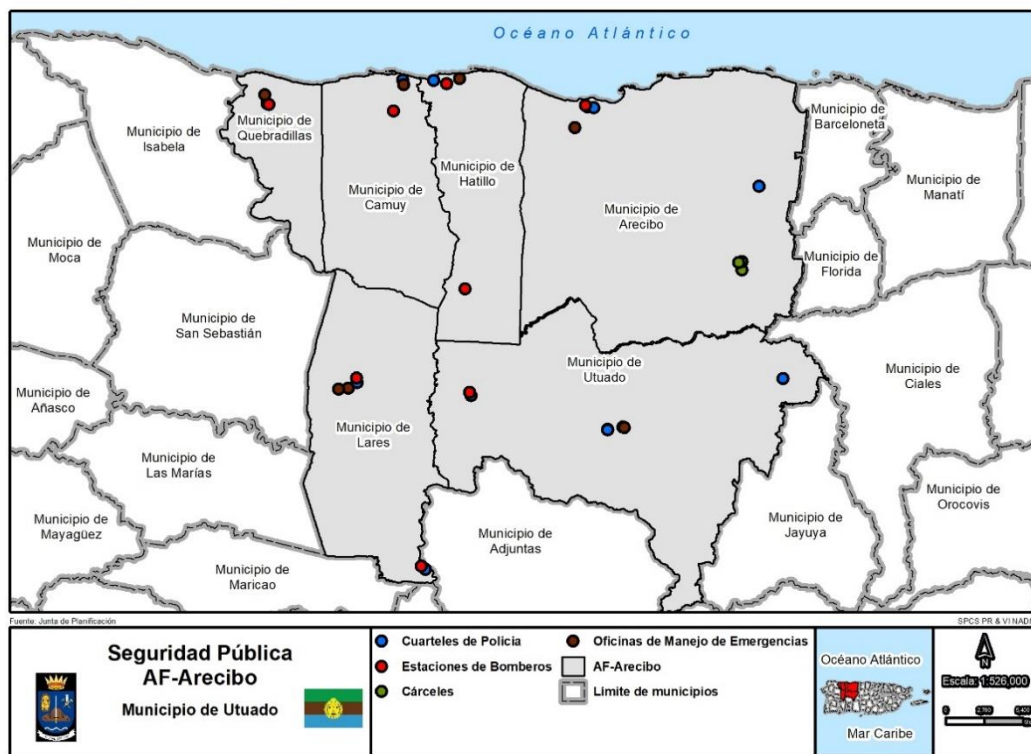 Océano Atlántico
Municipio de
Isabela
Municipio de
Quebradillas
Municipio de
Camuy
Municipio de
Hatillo
Municipio de
Arecibo
Municipio de
Barceloneta
Municipio de
Manatí
Municipio de
Moca
Municipio de
San Sebastián
Municipio de
Florida
Municipio de
Añasco
Municipio de
Lares
Municipio de
Utuado
Municipio de
Ciales
Municipio de
Las Marías
Municipio de
Mayagüez
Municipio de
Maricao
Municipio de
Adjuntas
Municipio de
Jayuya
Municipio de
Orocovis
Fuente: Junta de Planificación
SPCS PR & VI NAD8
Seguridad Pública
AF-Arecibo
Municipio de Utuado
Cuarteles de Policia
Estaciones de Bomberos
Cárceles
Oficinas de Manejo de Emergencias
AF-Arecibo
Limite de municipios
Océano Atlántico
Mar Caribe
N
Escala: 1:526,000
0